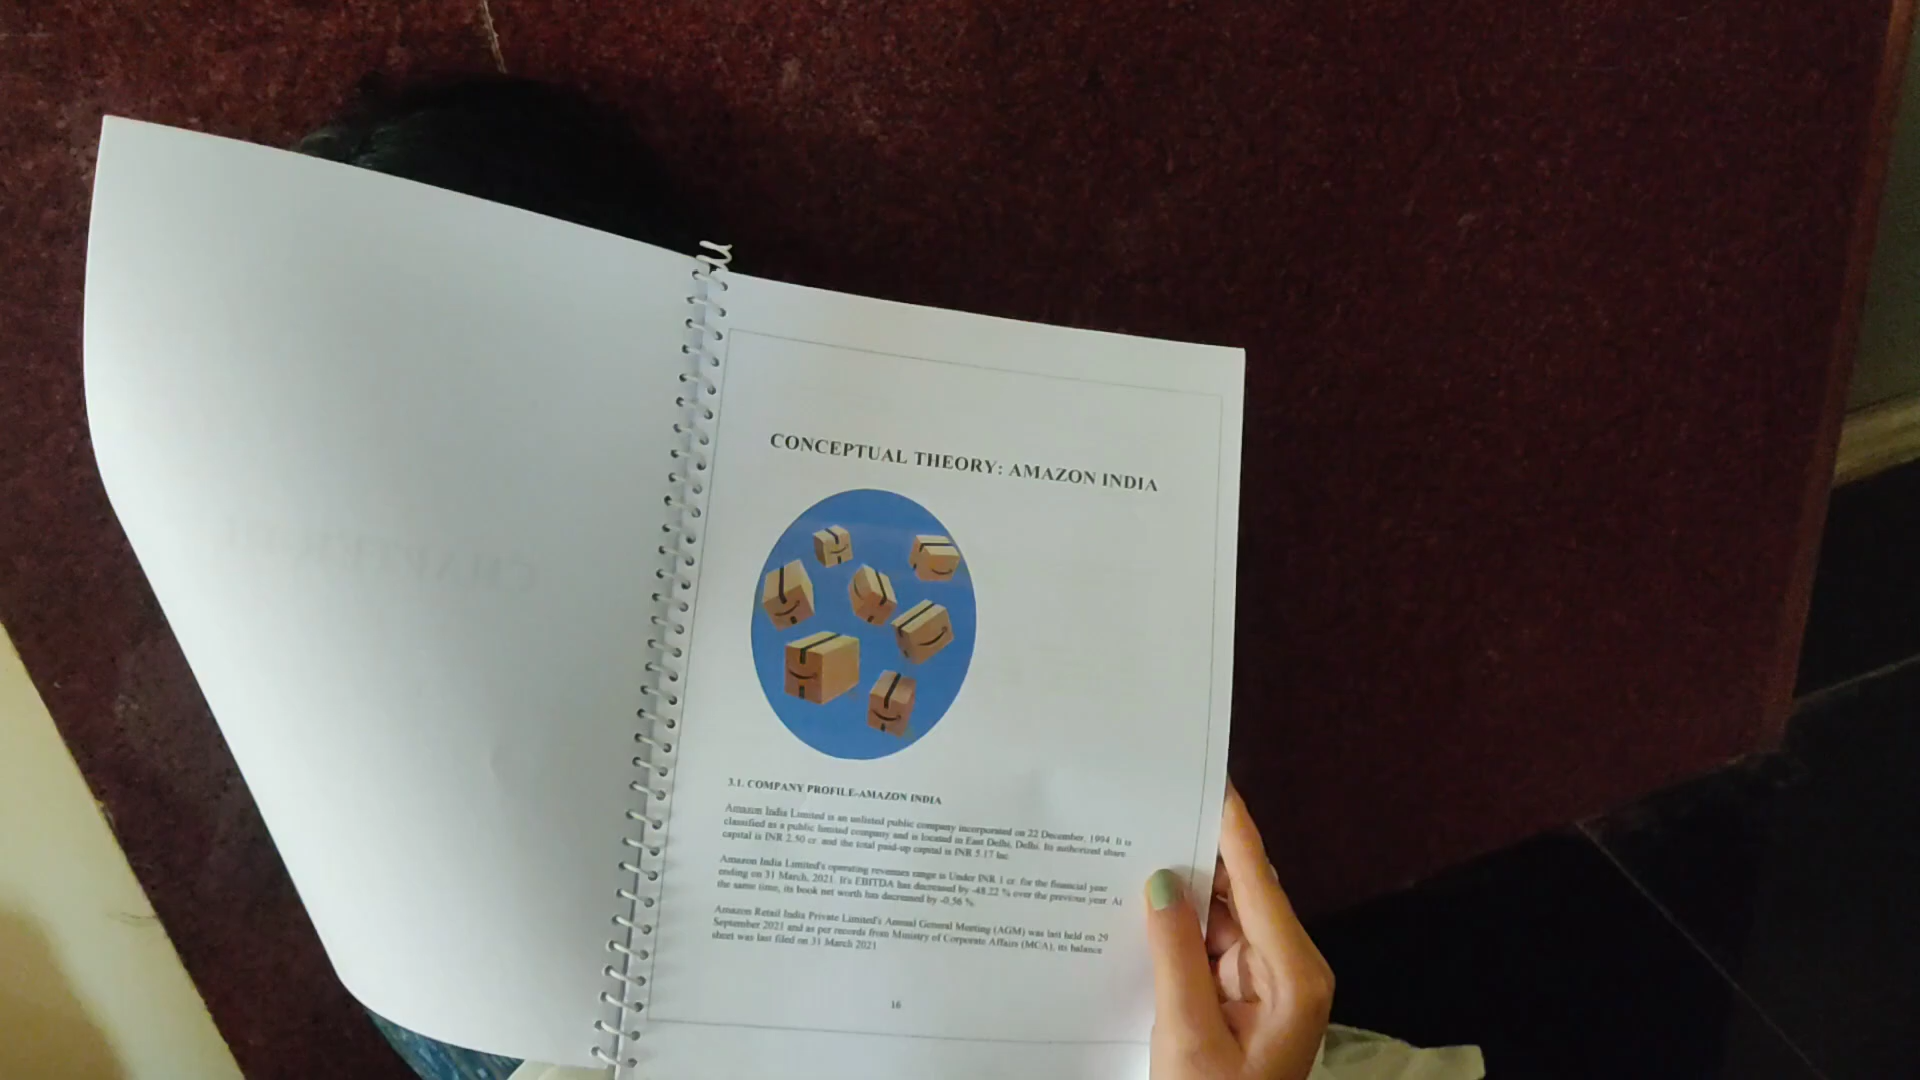 CONCEPTUAL THEORY: AMAZON INDIA
3.1. COMPANY PROFILE-AMAZON INDIA
Amazon India Limited is an unlisted public company incorporated on 22 December, 1994. It is
classified as a public limited company and is located in East Delhi, Delhi. Its authorized share
capital is INR 2.50 cr. and the total paid-up capital is INR 5.17 lac.
Amazon India Limited's operating revenues range is Under INR 1 cr. for the financial year
ending on 31 March, 2021. It's EBITDA has decreased by -48.22 % over the previous year. At
the same time, its book net worth has decreased by -0.56 %.
Amazon Retail India Private Limited's Annual General Meeting (AGM) was last held on 29
September 2021 and as per records from Ministry of Corporate Affairs (MCA), its balance
sheet was last filed on 31 March 2021
16